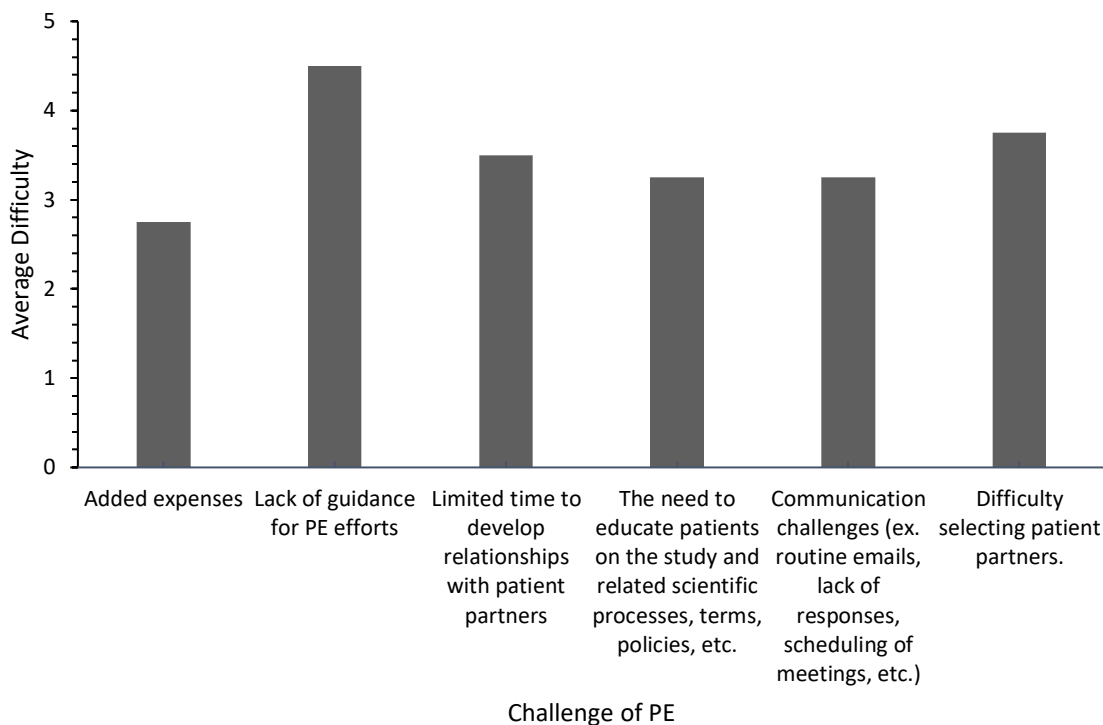 5
4
3
2
1
0
Average Difficulty
Added expenses
Lack of guidance
for PE efforts
Limited time to
develop
relationships
with patient
partners
The need to
educate patients
on the study and
related scientific
processes, terms,
policies, etc.
Communication
challenges (ex.
routine emails,
lack of
responses,
scheduling of
meetings, etc.)
Difficulty
selecting patient
partners.
Challenge of PE